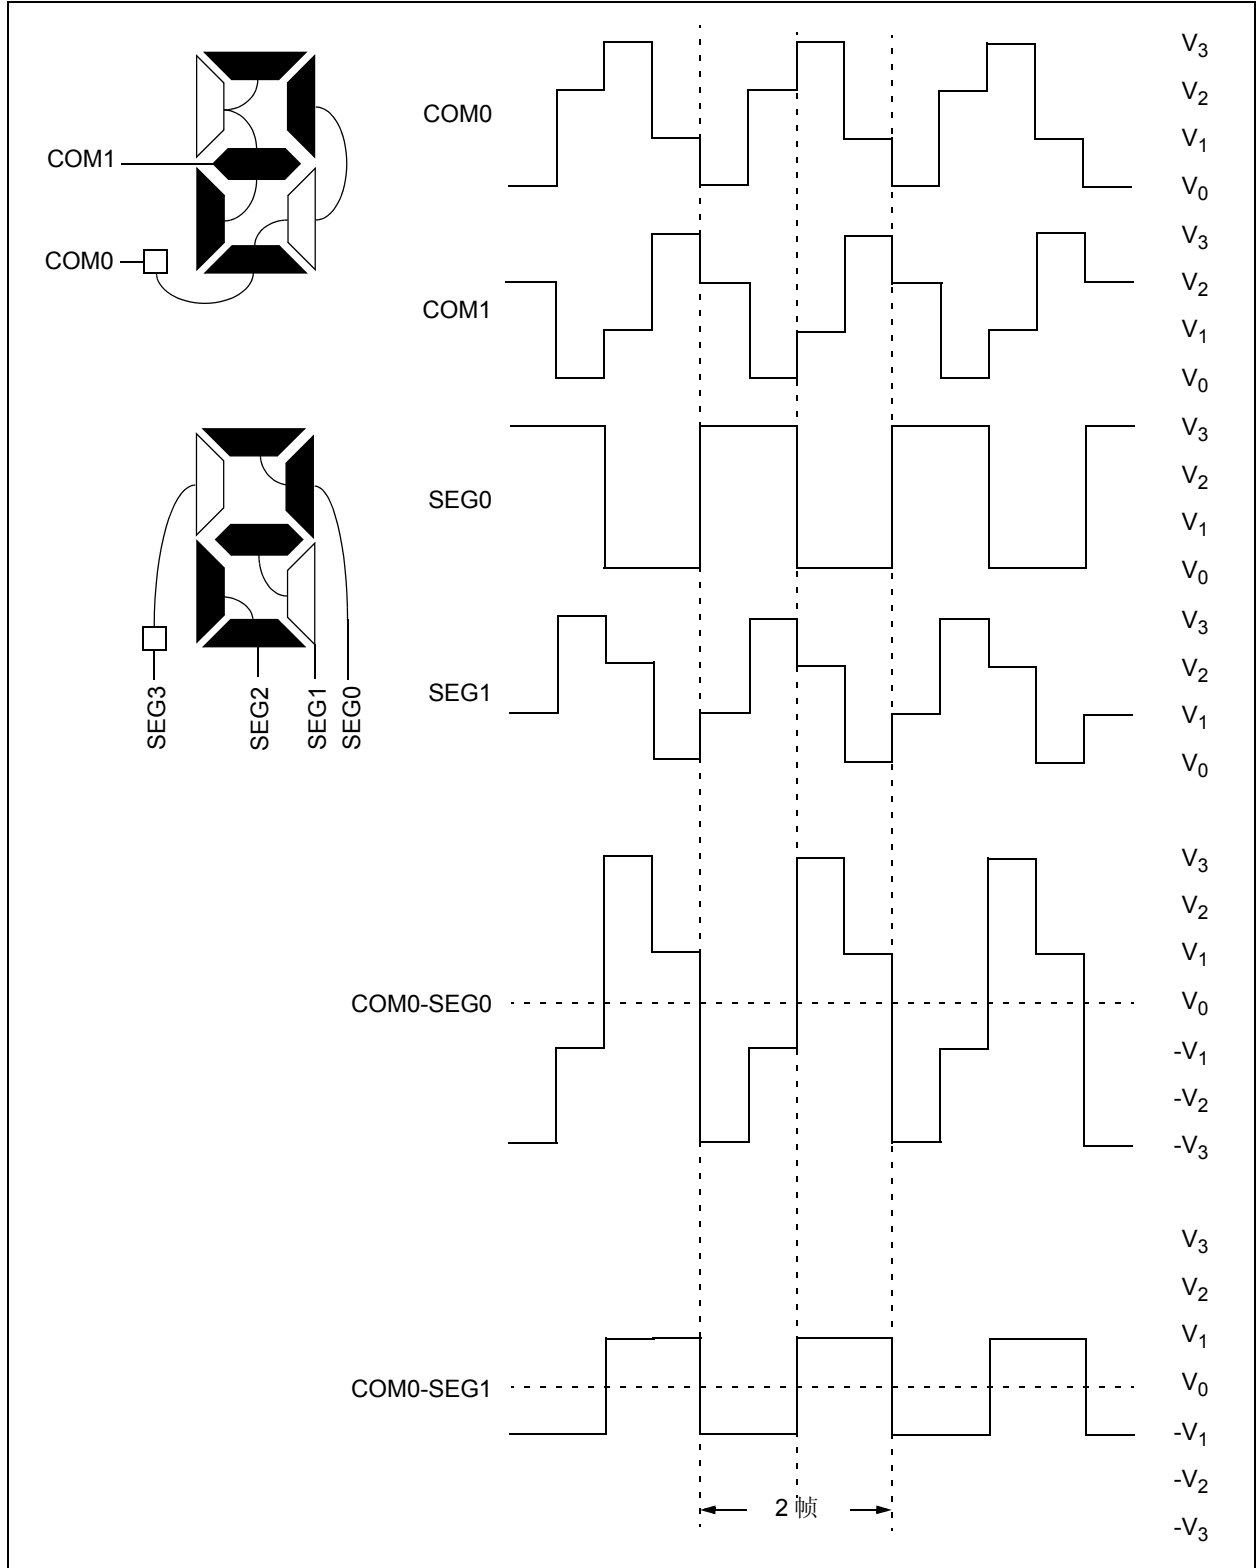 COM1
COM0
SEG3
SEG2
SEG1
SEG0
COM0
V3
V2
V1
V0
COM1
V3
V2
V1
V0
SEG0
V3
V2
V1
V0
SEG1
V3
V2
V1
V0
COM0-SEG0
V3
V2
V1
V0
-V1
-V2
-V3
COM0-SEG1
V3
V2
V1
V0
-V1
-V2
-V3
2 帧